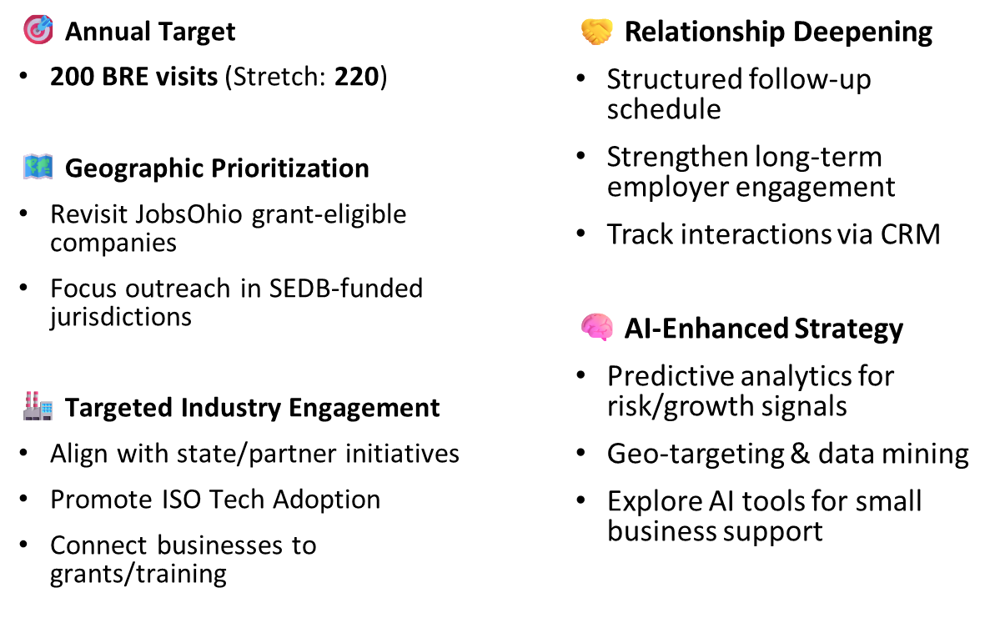 Annual Target
• 200 BRE visits (Stretch: 220)
Geographic Prioritization
• Revisit JobsOhio grant-eligible
companies
• Focus outreach in SEDB-funded
jurisdictions
Targeted Industry Engagement
• Align with state/partner initiatives
• Promote ISO Tech Adoption
• Connect businesses to
grants/training
Relationship Deepening
• Structured follow-up
schedule
• Strengthen long-term
employer engagement
• Track interactions via CRM
AI-Enhanced Strategy
• Predictive analytics for
risk/growth signals
• Geo-targeting & data mining
• Explore AI tools for small
business support